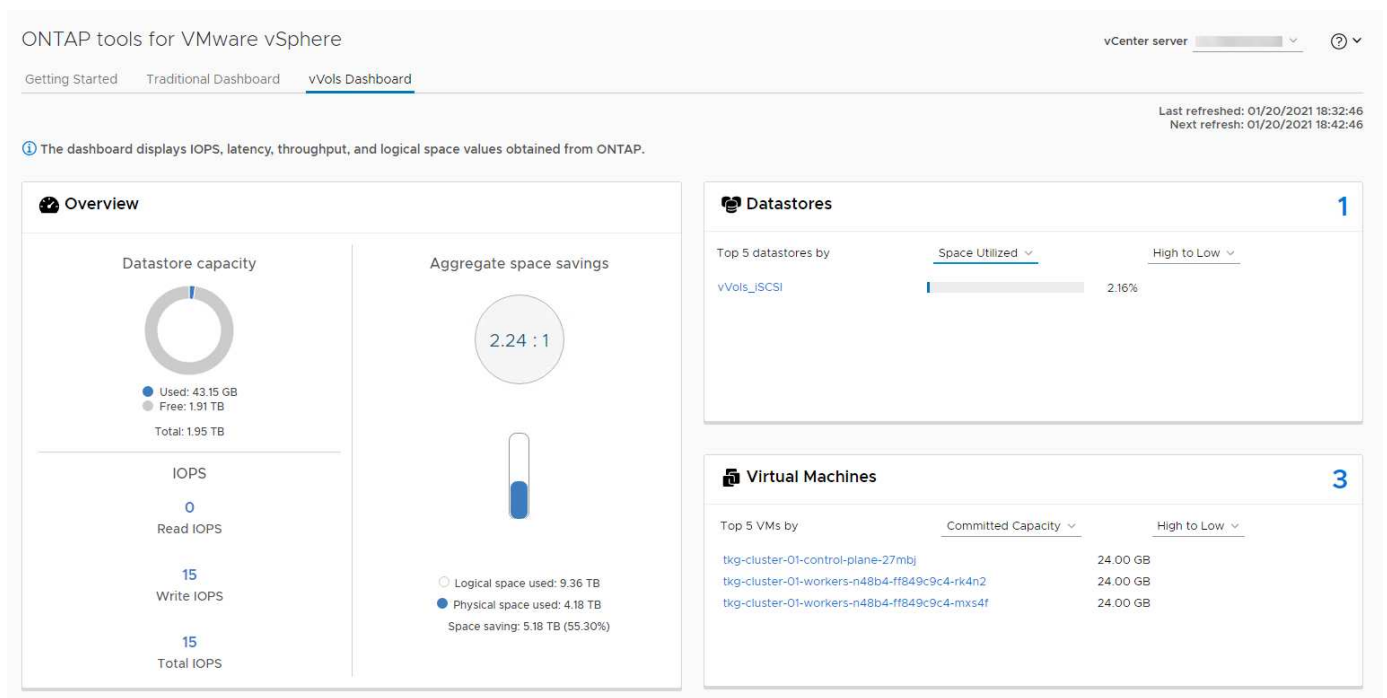 ONTAP tools for VMware vSphere
vCenter server
Getting Started Traditional Dashboard vVols Dashboard
Last refreshed: 01/20/2021 18:32:46
Next refresh: 01/20/2021 18:42:46
The dashboard displays IOPS, latency, throughput, and logical space values obtained from ONTAP.
Overview
Datastore capacity
Used: 43.15 GB
Free: 1.91 TB
Total: 1.95 TB
IOPS
0
Read IOPS
15
Write IOPS
15
Total IOPS
Aggregate space savings
2.24 : 1
Logical space used: 9.36 TB
Physical space used: 4.18 TB
Space saving: 5.18 TB (55.30%)
Datastores 1
Top 5 datastores by Space Utilized High to Low
vVols_iSCSI 2.16%
Virtual Machines 3
Top 5 VMs by Committed Capacity High to Low
tkg-cluster-01-control-plane-27mbj 24.00 GB
tkg-cluster-01-workers-n48b4-ff849c9c4-rk4n2 24.00 GB
tkg-cluster-01-workers-n48b4-ff849c9c4-mxs4f 24.00 GB